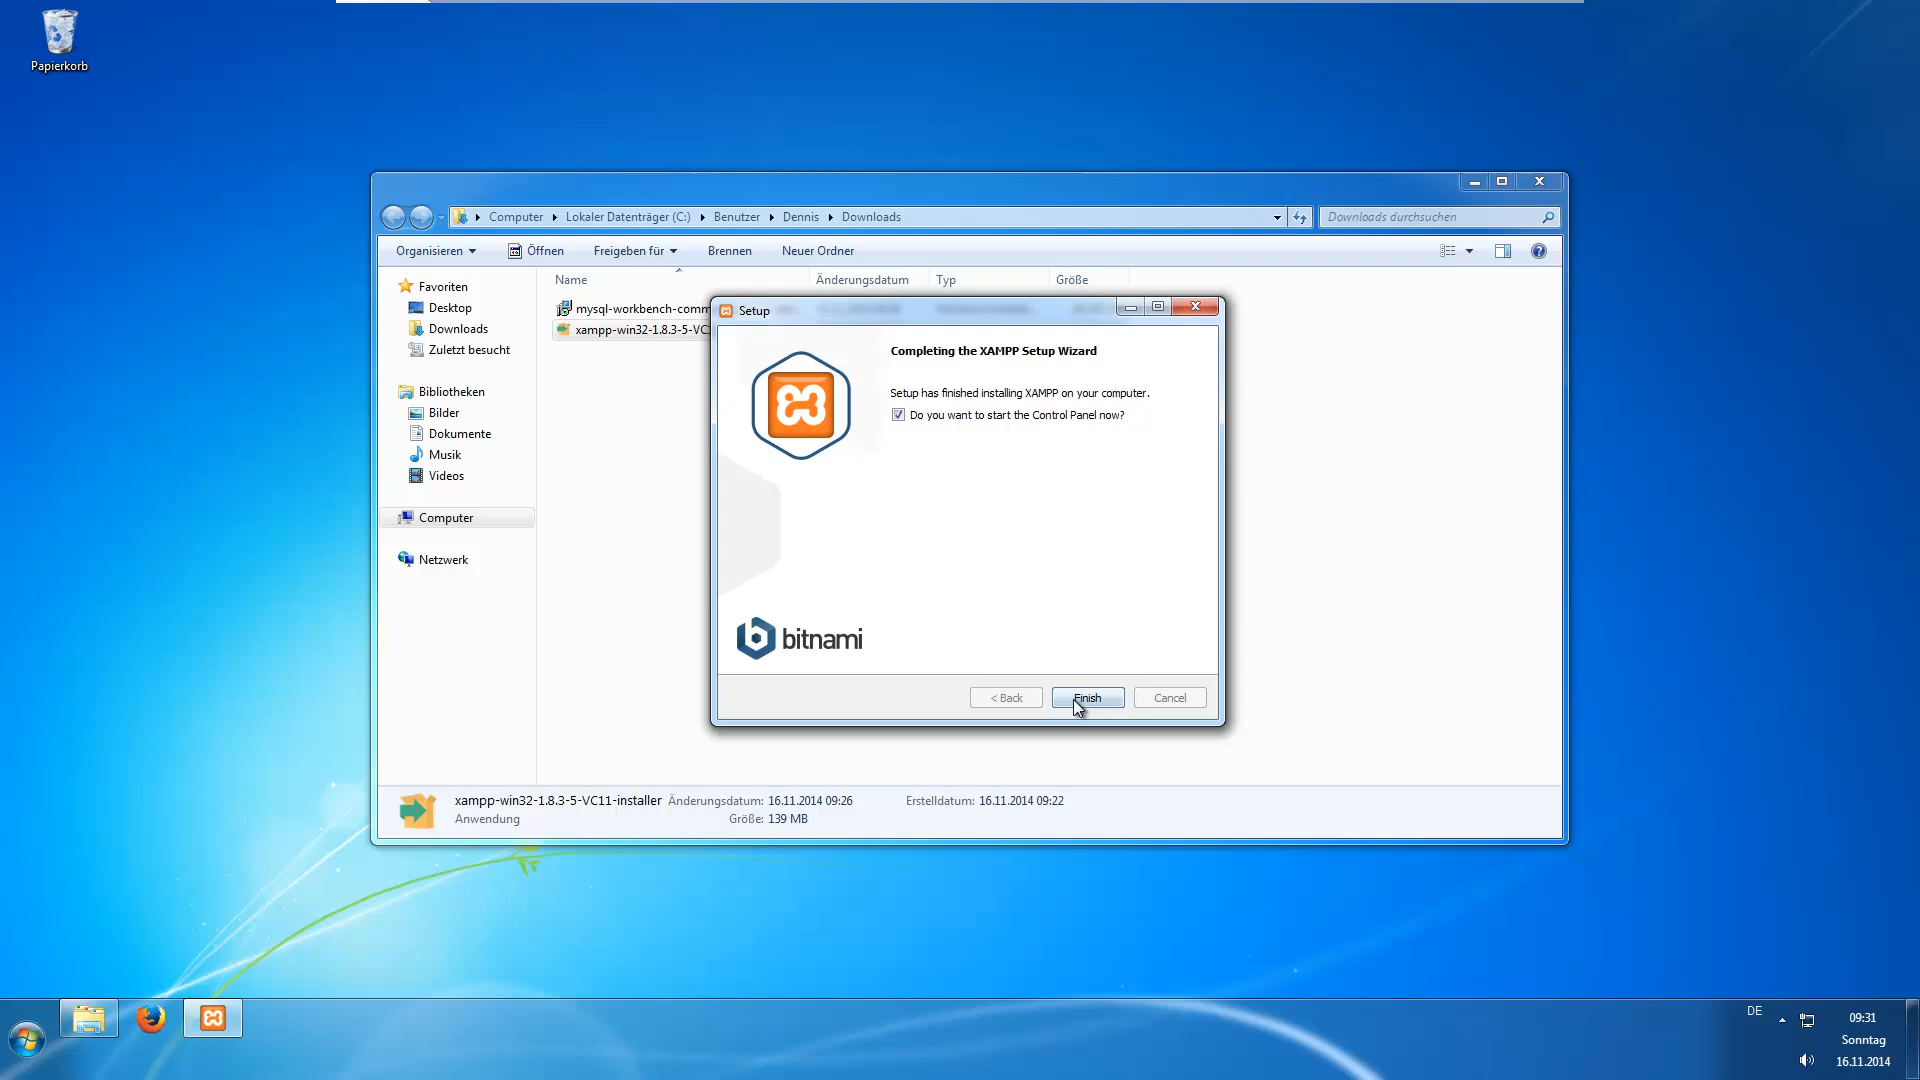 Papierkorb
Computer
Lokaler Datenträger (C:)
Benutzer
Dennis
Downloads
Downloads durchsuchen
Organisieren
Öffnen
Freigeben für
Brennen
Neuer Ordner
Favoriten
Desktop
Downloads
Zuletzt besucht
Bibliotheken
Bilder
Dokumente
Musik
Videos
Computer
Netzwerk
Name
Änderungsdatum
Typ
Größe
mysql-workbench-comm
xampp-win32-1.8.3-5-VC
Setup
Completing the XAMPP Setup Wizard
Setup has finished installing XAMPP on your computer.
Do you want to start the Control Panel now?
bitnami
< Back
Finish
Cancel
xampp-win32-1.8.3-5-VC11-installer
Änderungsdatum: 16.11.2014 09:26
Erstelldatum: 16.11.2014 09:22
Anwendung
Größe: 139 MB
DE
09:31
Sonntag
16.11.2014